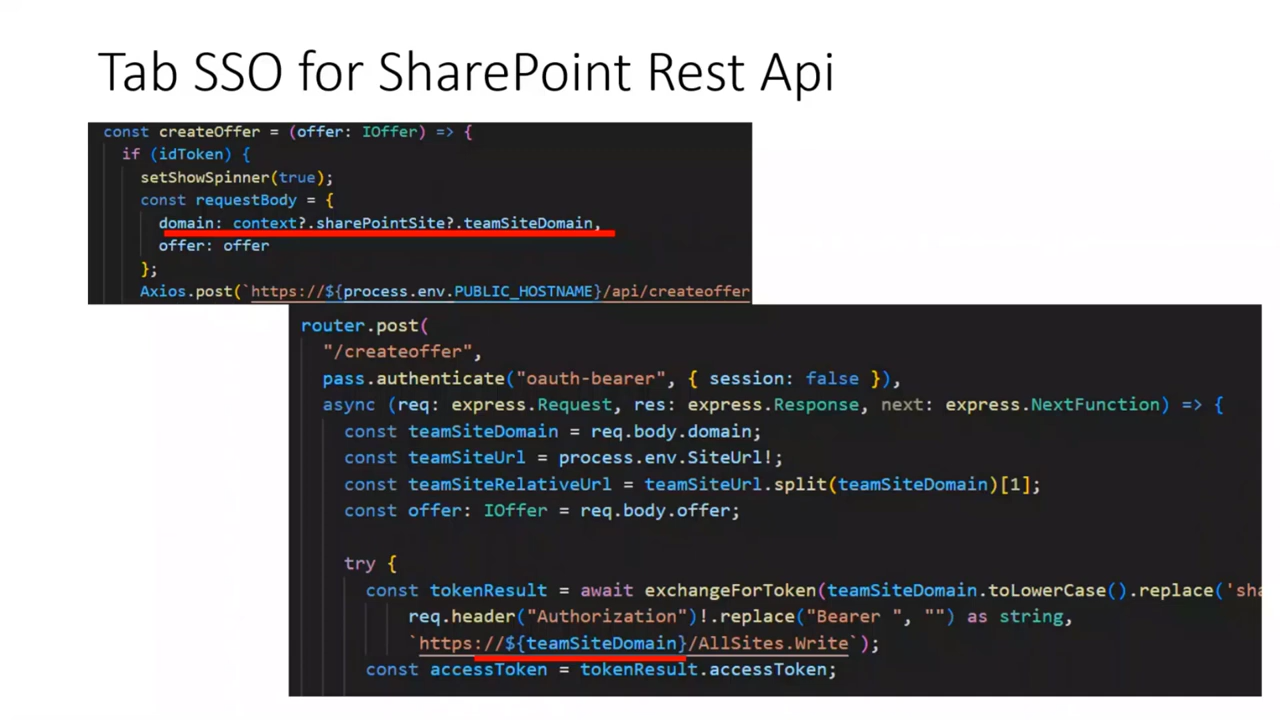 Tab SSO for SharePoint Rest Api
const createOffer = (offer: IOffer) => {
if (idToken) {
setShowSpinner(true);
const requestBody = {
domain: context?.sharePointSite?.teamSiteDomain,
offer: offer
};
Axios.post(`https://${process.env.PUBLIC_HOSTNAME}/api/createoffer
router.post(
"/createoffer",
pass.authenticate("oauth-bearer", { session: false }),
async (req: express.Request, res: express.Response, next: express.NextFunction) => {
const teamSiteDomain = req.body.domain;
const teamSiteUrl = process.env.SiteUrl!;
const teamSiteRelativeUrl = teamSiteUrl.split(teamSiteDomain)[1];
const offer: IOffer = req.body.offer;
try {
const tokenResult = await exchangeForToken(teamSiteDomain.toLowerCase().replace('sha
req.header("Authorization")!.replace("Bearer ", "") as string,
`https://${teamSiteDomain}/AllSites.Write`);
const accessToken = tokenResult.accessToken;